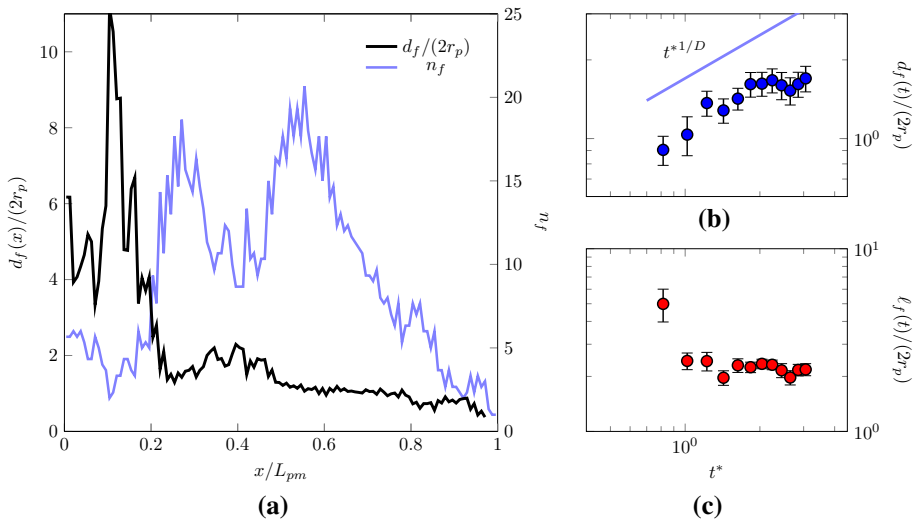 10
8
6
4
2
0
d_f(x)/(2r_p)
25
20
15
10
5
0
n_f
d_f/(2r_p)
n_f
0
0.2
0.4
0.6
0.8
1
x/L_{pm}
(a)
t^{*1/D}
10^0
d_f(t)/(2r_p)
(b)
10^1
10^0
ℓ_f(t)/(2r_p)
10^0
t^*
(c)